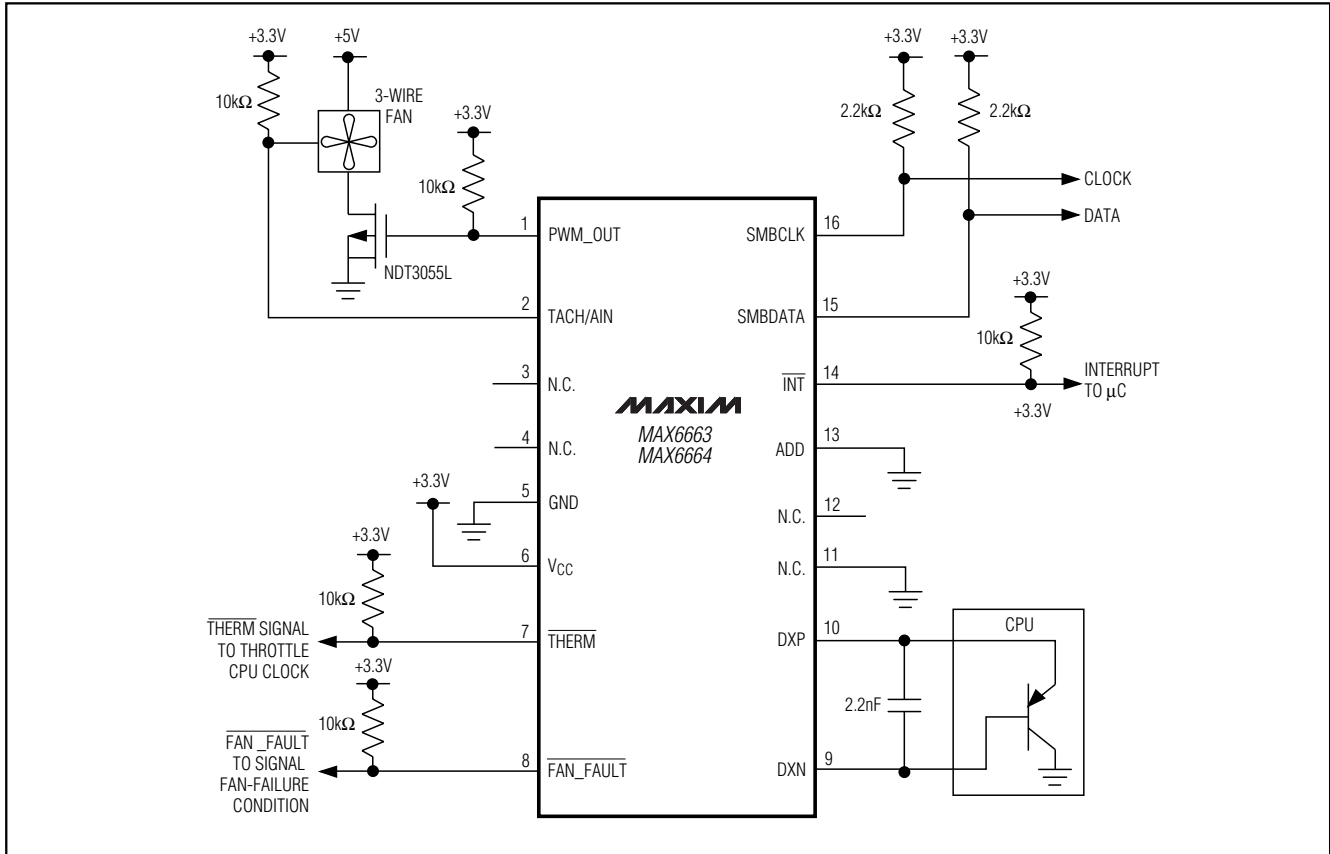 +3.3V
+5V
10kΩ
3-WIRE
FAN
+3.3V
10kΩ
NDT3055L
+3.3V
+3.3V
2.2kΩ
2.2kΩ
CLOCK
DATA
1
PWM_OUT
2
TACH/AIN
3
N.C.
4
N.C.
5
GND
+3.3V
6
VCC
+3.3V
10kΩ
THERM SIGNAL
TO THROTTLE
CPU CLOCK
7
THERM
+3.3V
10kΩ
FAN _FAULT
TO SIGNAL
FAN-FAILURE
CONDITION
8
FAN_FAULT
MAXIM
MAX6663
MAX6664
SMBCLK
16
SMBDATA
15
+3.3V
10kΩ
INT
14
INTERRUPT
TO µC
+3.3V
ADD
13
N.C.
12
N.C.
11
DXP
10
CPU
2.2nF
DXN
9